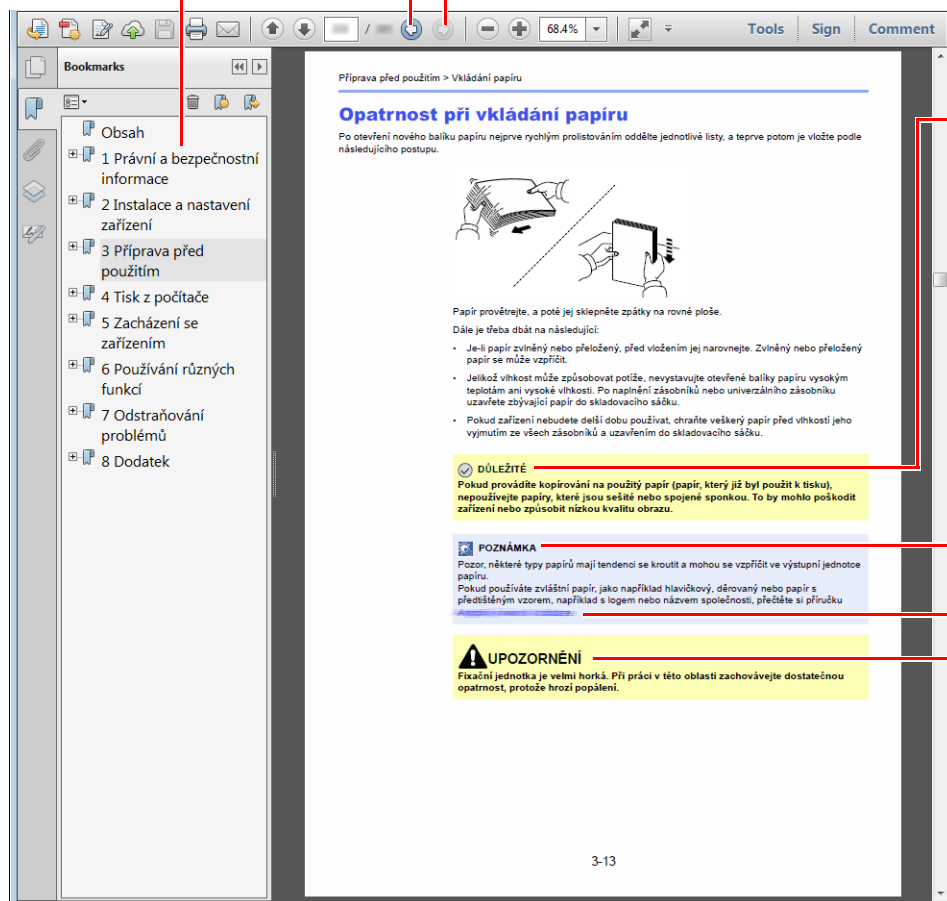 68.4%
Tools
Sign
Comment
Bookmarks
Obsah
1 Právní a bezpečnostní
informace
2 Instalace a nastavení
zařízení
3 Příprava před
použitím
4 Tisk z počítače
5 Zacházení se
zařízením
6 Používání různých
funkcí
7 Odstraňování
problémů
8 Dodatek
Příprava před použitím > Vkládání papíru
Opatrnost při vkládání papíru
Po otevření nového balíku papíru nejprve rychlým prolistováním oddělte jednotlivé listy, a teprve potom je vložte podle
následujícího postupu.
Papír provětrejte, a poté jej sklepněte zpátky na rovné ploše.
Dále je třeba dbát na následující:
• Je-li papír zvlněný nebo přeložený, před vložením jej narovnejte. Zvlněný nebo přeložený
papír se může vzpříčit.
• Jelikož vlhkost může způsobovat potíže, nevystavujte otevřené balíky papíru vysokým
teplotám ani vysoké vlhkosti. Po naplnění zásobníků nebo univerzálního zásobníku
uzavřete zbývající papír do skladovacího sáčku.
• Pokud zařízení nebudete delší dobu používat, chraňte veškerý papír před vlhkostí jeho
vyjmutím ze všech zásobníků a uzavřením do skladovacího sáčku.
DŮLEŽITÉ
Pokud provádíte kopírování na použitý papír (papír, který již byl použit k tisku),
nepoužívejte papíry, které jsou sešité nebo spojené sponkou. To by mohlo poškodit
zařízení nebo způsobit nízkou kvalitu obrazu.
POZNÁMKA
Pozor, některé typy papírů mají tendenci se kroutit a mohou se vzpříčit ve výstupní jednotce
papíru.
Pokud používáte zvláštní papír, jako například hlavičkový, děrovaný nebo papír s
předtištěným vzorem, například s logem nebo názvem společnosti, přečtěte si příručku
UPOZORNĚNÍ
Fixační jednotka je velmi horká. Při práci v této oblasti zachovávejte dostatečnou
opatrnost, protože hrozí popálení.
3-13